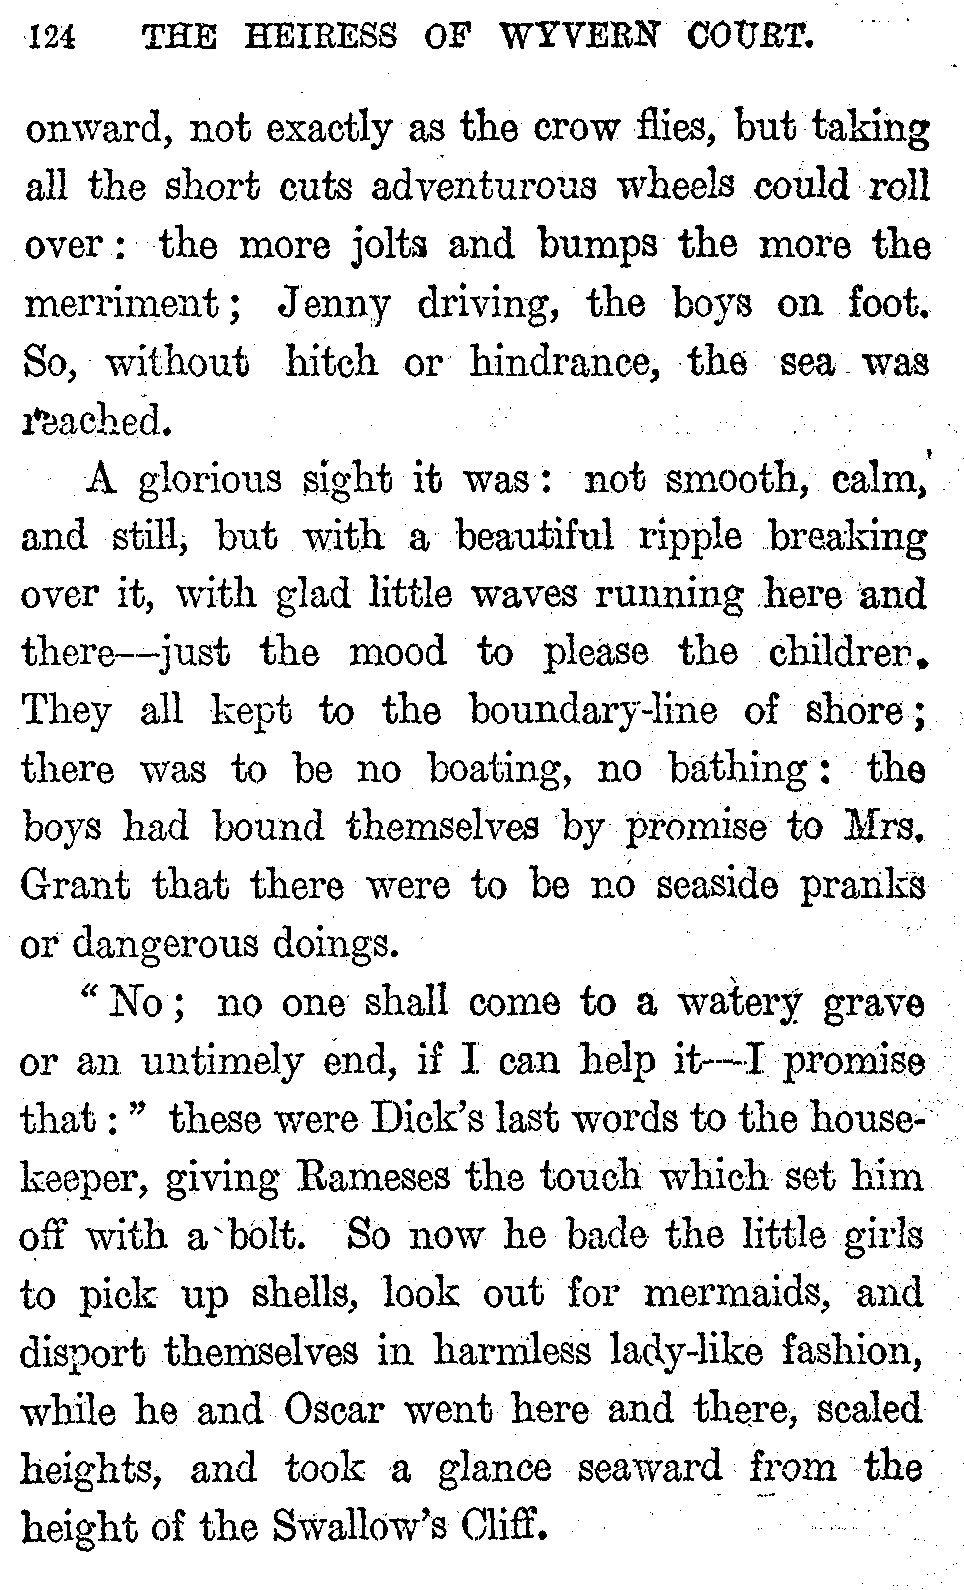 124 THE HEIRESS OF WYVERN COURT.
onward, not exactly as the crow flies, but taking
all the short cuts adventurous wheels could roll
over: the more jolts and bumps the more the
merriment; Jenny driving, the boys on foot.
So, without hitch or hindrance, the sea was
reached.
A glorious sight it was: not smooth, calm,
and still, but with a beautiful ripple breaking
over it, with glad little waves running here and
there—just the mood to please the children.
They all kept to the boundary-line of shore;
there was to be no boating, no bathing: the
boys had bound themselves by promise to Mrs.
Grant that there were to be no seaside pranks
or dangerous doings.
"No; no one shall come to a watery grave
or an untimely end, if I can help it—I promise
that:" these were Dick's last words to the house-
keeper, giving Rameses the touch which set him
off with a bolt. So now he bade the little girls
to pick up shells, look out for mermaids, and
disport themselves in harmless lady-like fashion,
while he and Oscar went here and there, scaled
heights, and took a glance seaward from the
height of the Swallow's Cliff.